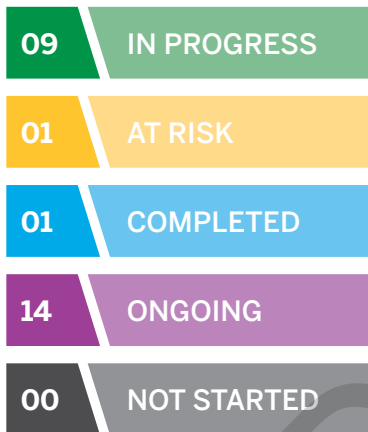 09 IN PROGRESS
01 AT RISK
01 COMPLETED
14 ONGOING
00 NOT STARTED